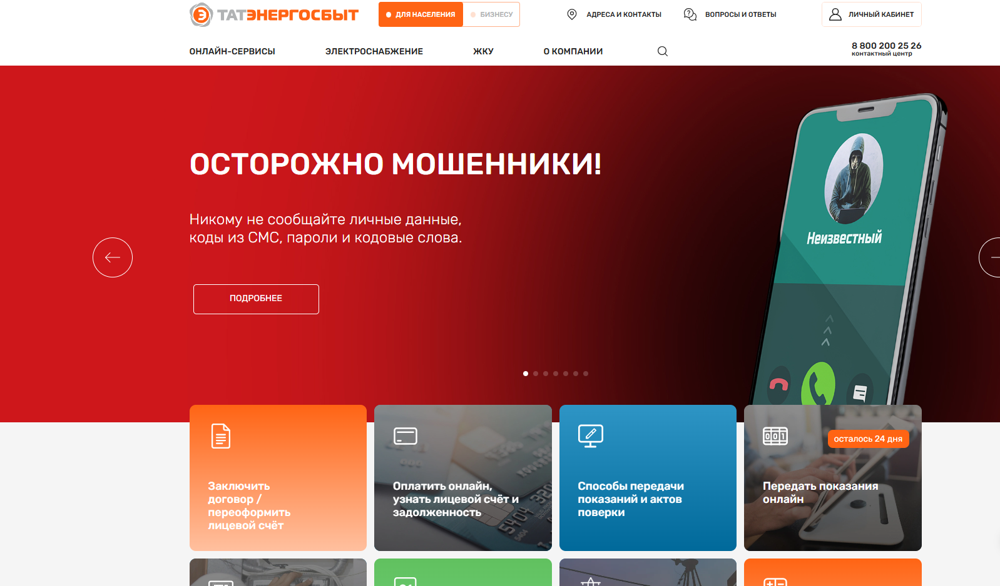 ТАТЭНЕРГОСБЫТ
ДЛЯ НАСЕЛЕНИЯ
БИЗНЕСУ
АДРЕСА И КОНТАКТЫ
ВОПРОСЫ И ОТВЕТЫ
ЛИЧНЫЙ КАБИНЕТ
ОНЛАЙН-СЕРВИСЫ
ЭЛЕКТРОСНАБЖЕНИЕ
ЖКУ
О КОМПАНИИ
8 800 200 25 26
контактный центр
ОСТОРОЖНО МОШЕННИКИ!
Никому не сообщайте личные данные,
коды из СМС, пароли и кодовые слова.
ПОДРОБНЕЕ
Неизвестный
Заключить
договор /
переоформить
лицевой счёт
Оплатить онлайн,
узнать лицевой счёт и
задолженность
5404
Способы передачи
показаний и актов
поверки
001
осталось 24 дня
Передать показания
онлайн